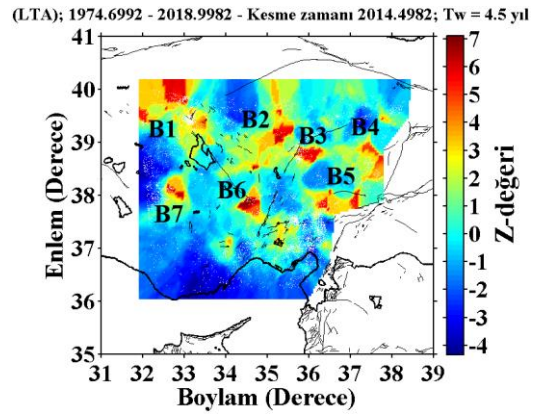 (LTA); 1974.6992 - 2018.9982 - Kesme zamanı 2014.4982; Tw = 4.5 yıl
41
40
39
38
37
36
35
Enlem (Derece)
B1
B2
B3
B4
B5
B6
B7
31 32 33 34 35 36 37 38 39
Boylam (Derece)
7
6
5
4
3
2
1
0
-1
-2
-3
-4
Z-değeri